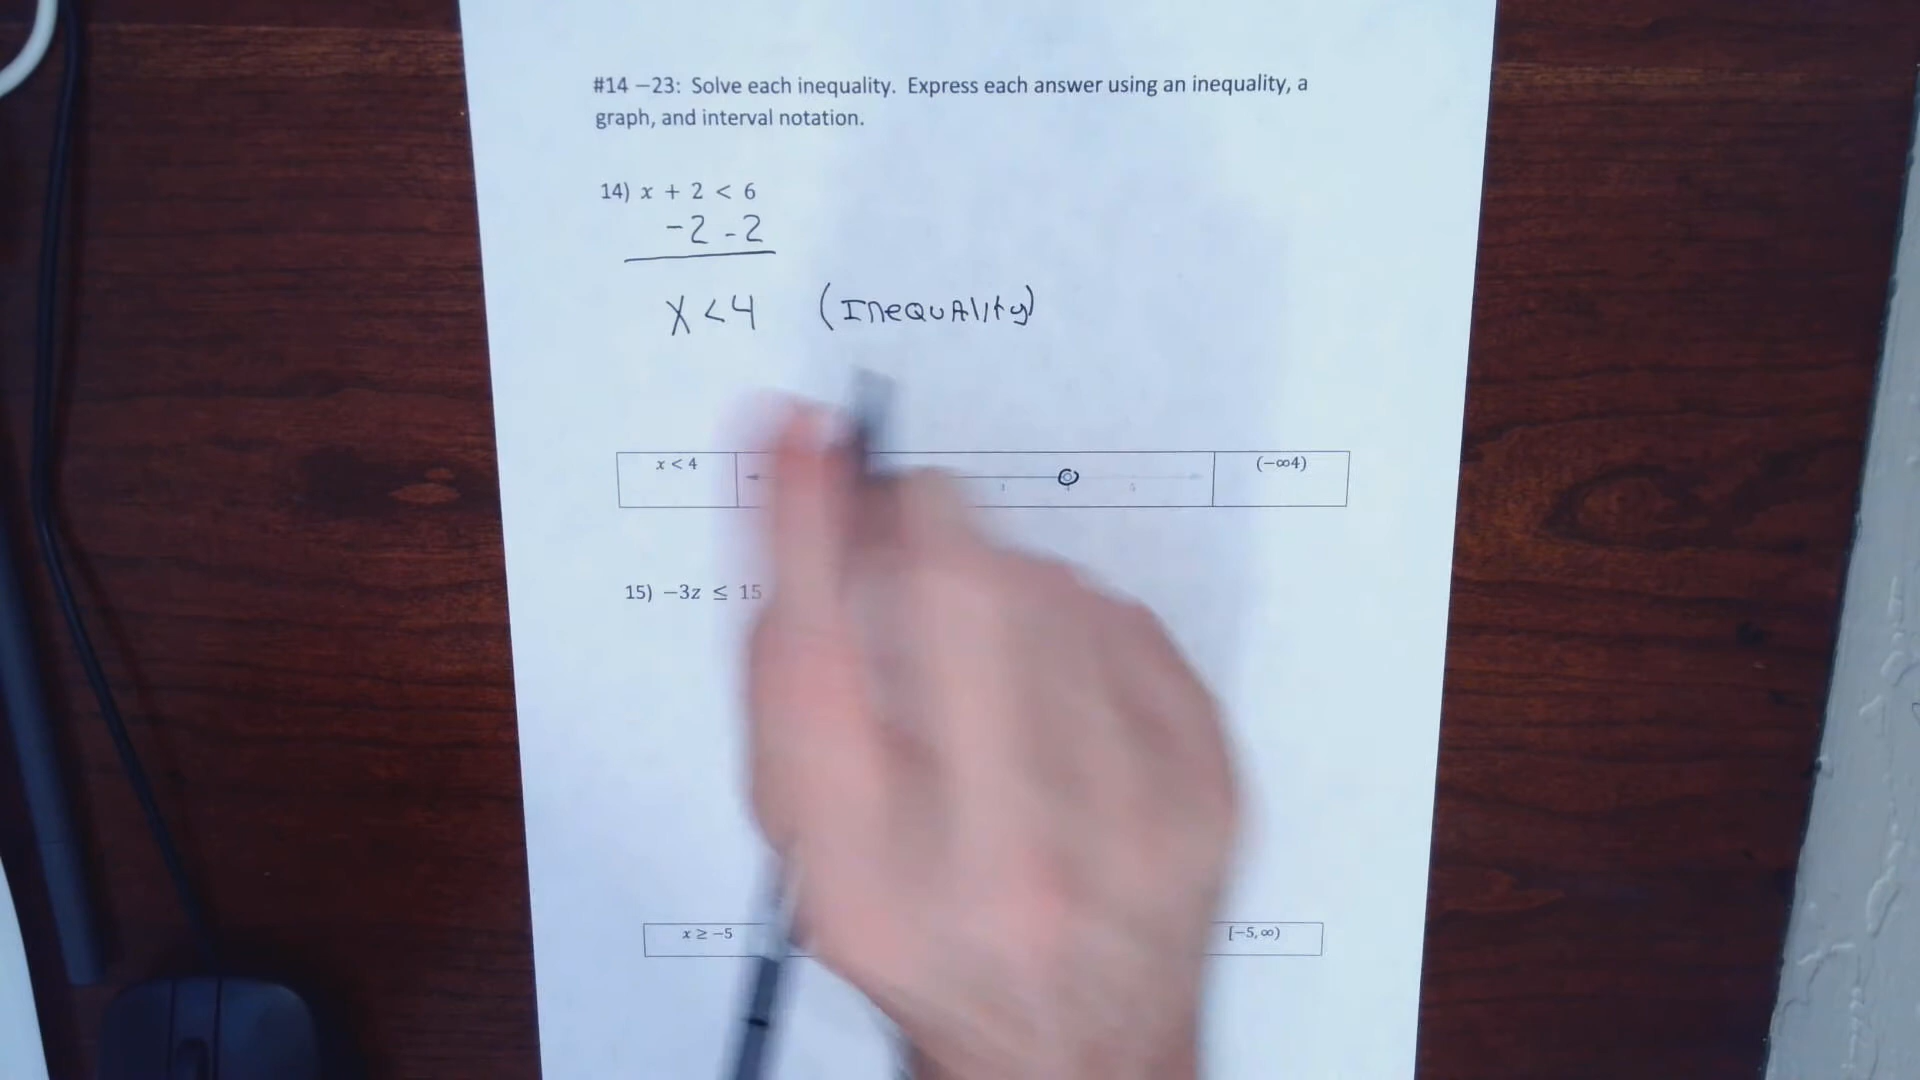 #14 –23: Solve each inequality. Express each answer using an inequality, a
graph, and interval notation.
14) x + 2 < 6
-2 -2
x < 4 (InequAlity)
x < 4 (−∞4)
15) −3z ≤ 15
x ≥ −5 [−5, ∞)